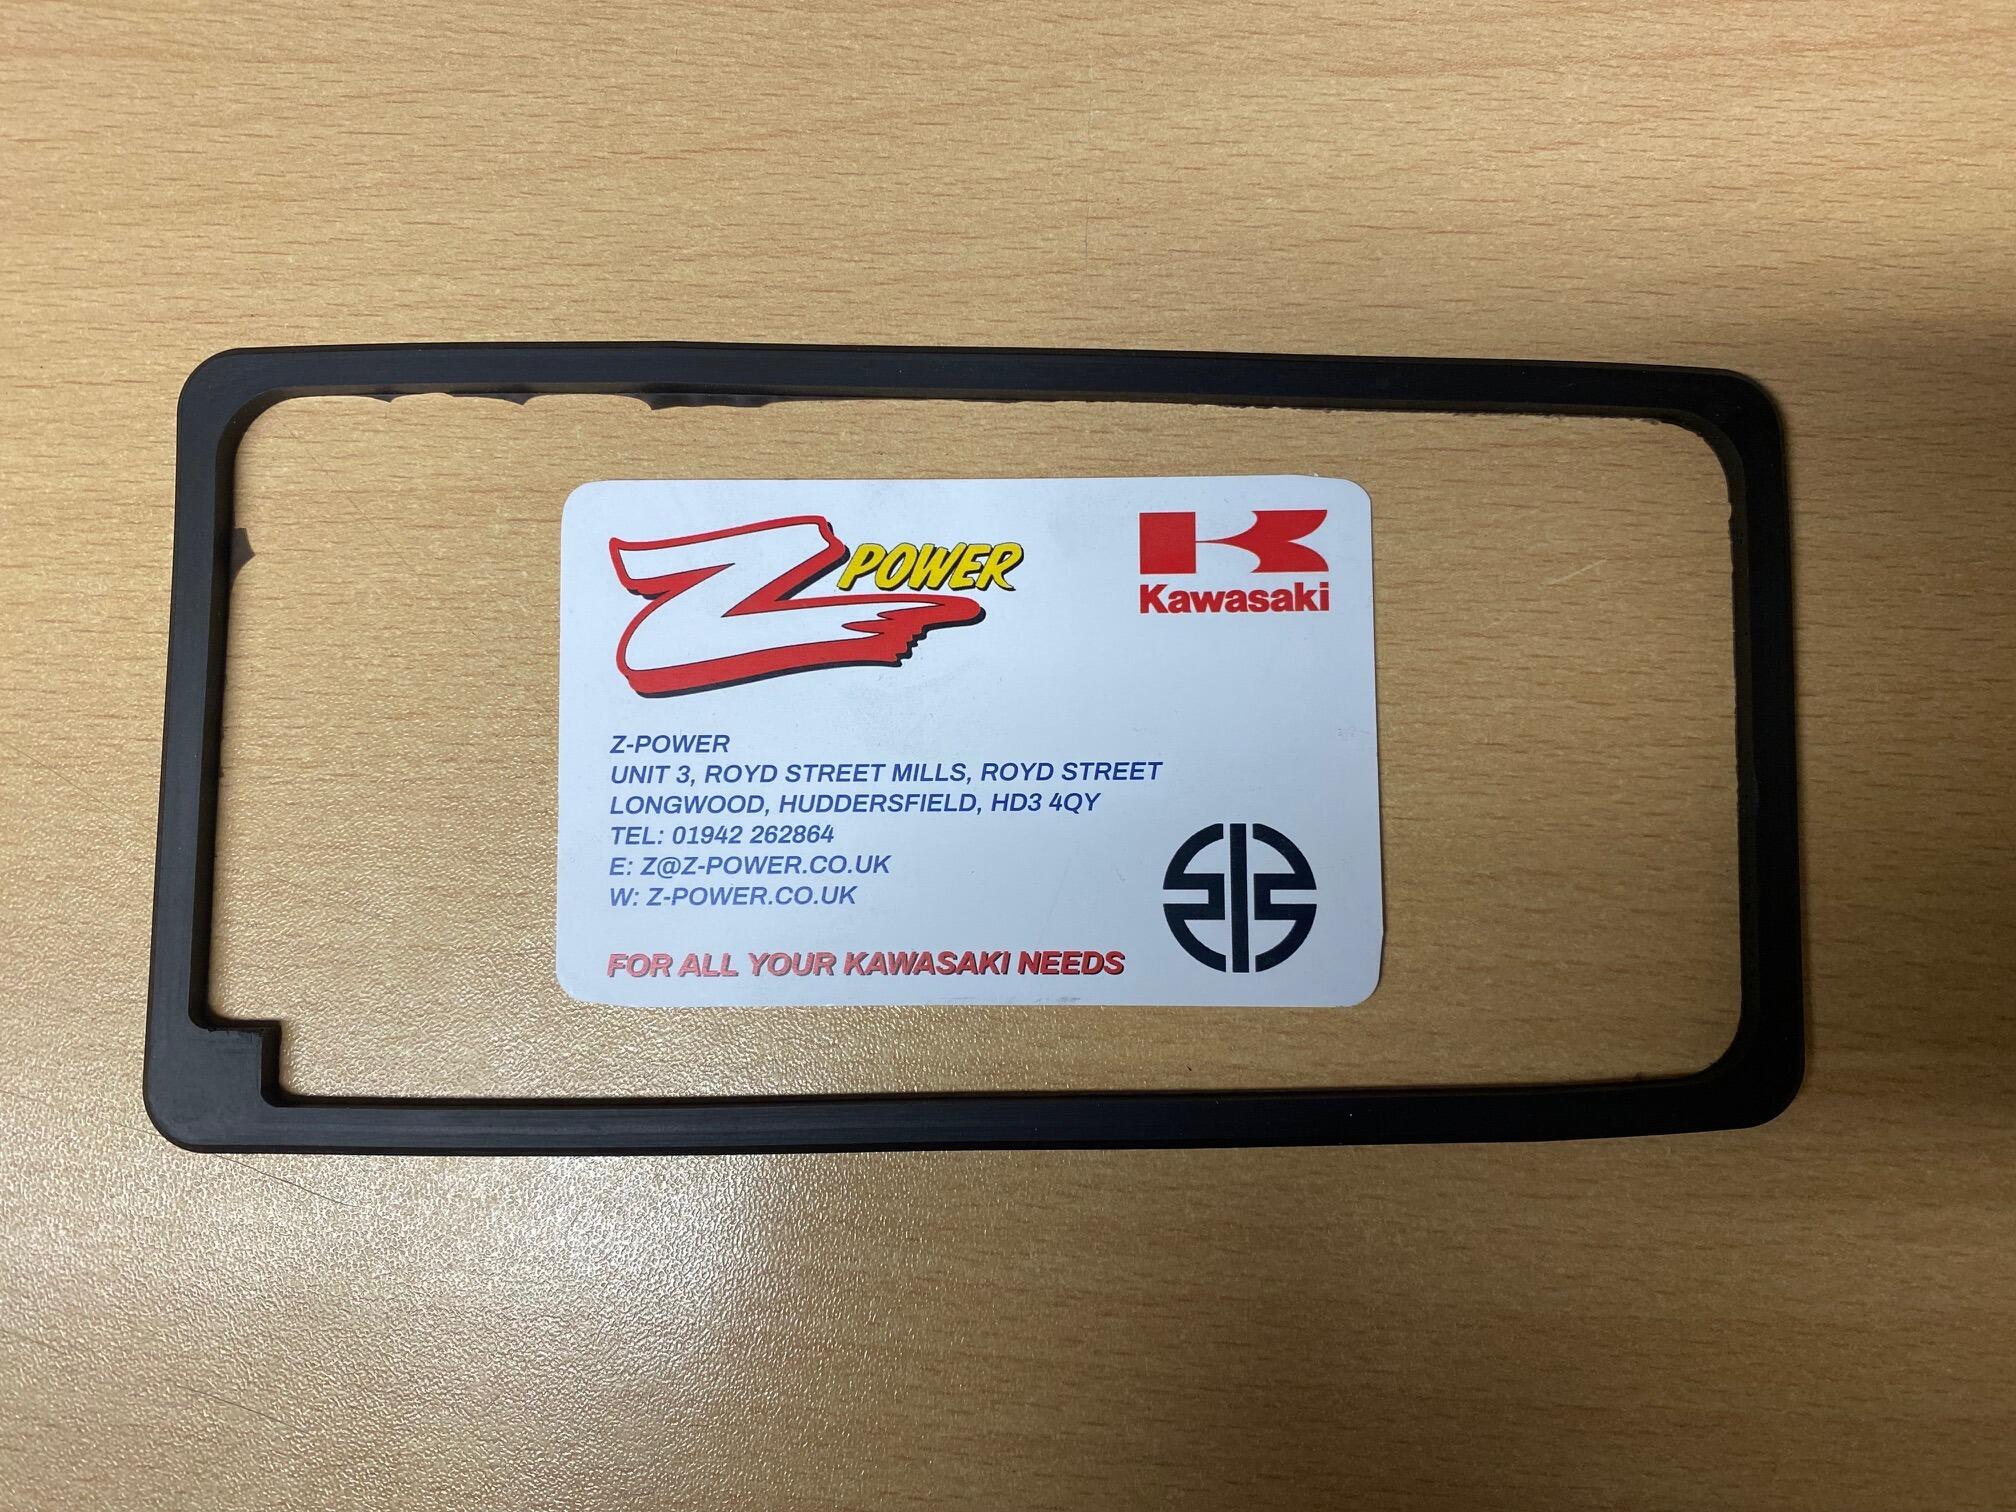 Z POWER
Kawasaki
Z-POWER
UNIT 3, ROYD STREET MILLS, ROYD STREET
LONGWOOD, HUDDERSFIELD, HD3 4QY
TEL: 01942 262864
E: Z@Z-POWER.CO.UK
W: Z-POWER.CO.UK
FOR ALL YOUR KAWASAKI NEEDS